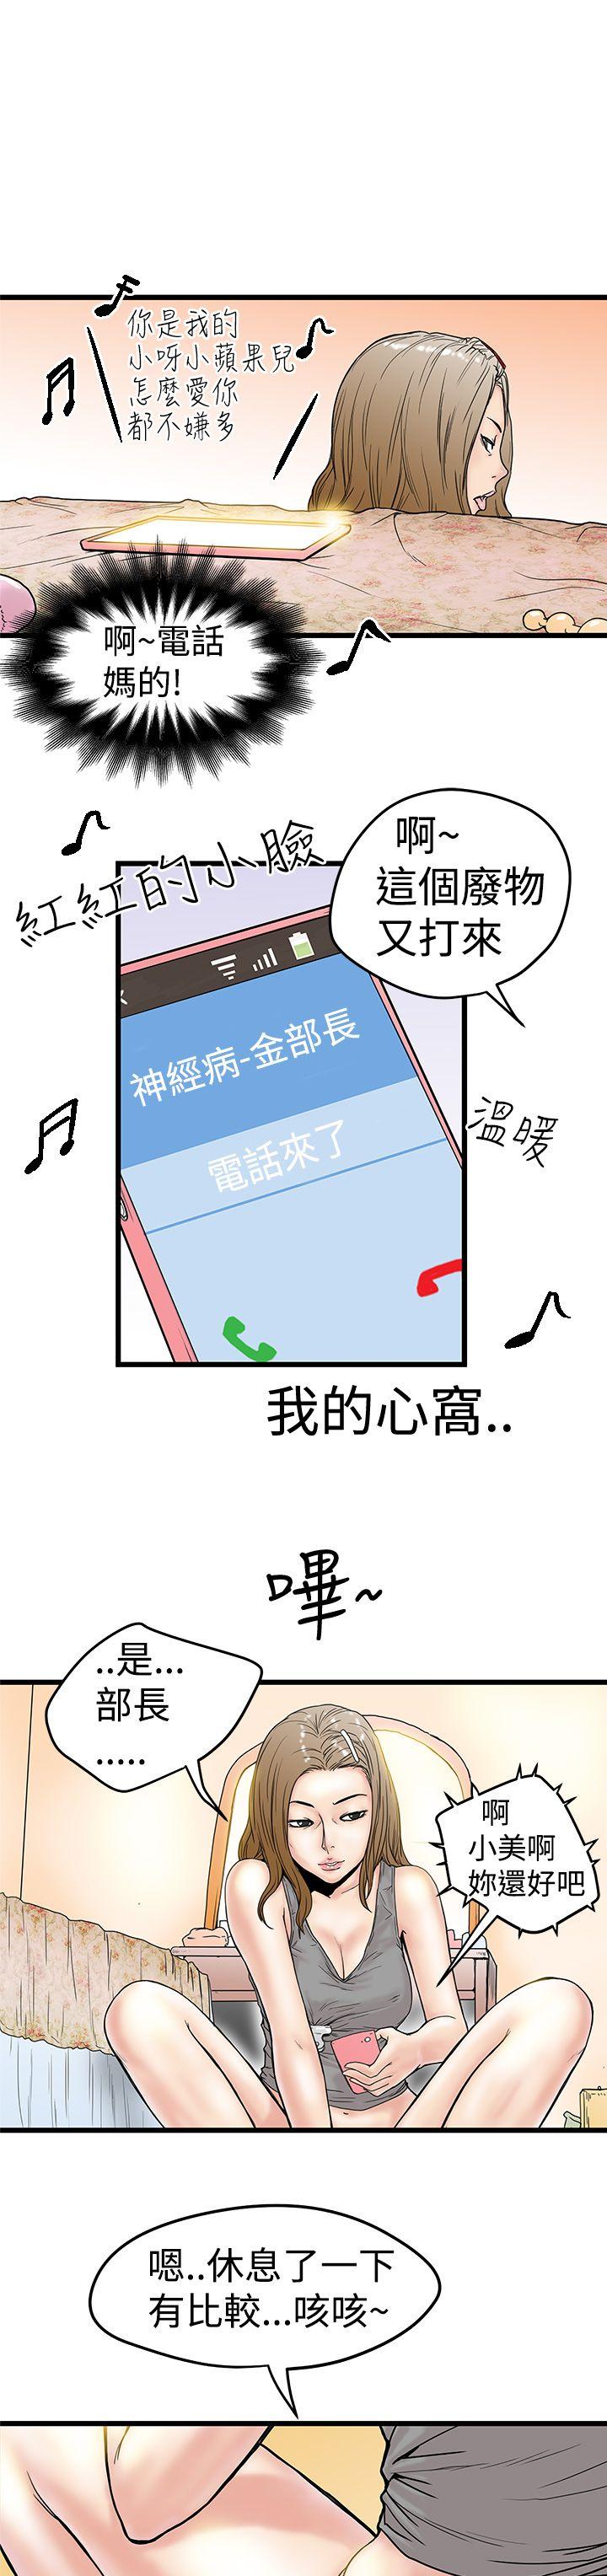 你是我的
小呀小蘋果兒
怎麼愛你
都不嫌多
啊~電話
媽的!
啊~
這個廢物
又打來
紅紅的小臉
神經病-金部長
電話來了
溫暖
我的心窩..
嗶~
..是...
部長
.....
啊
小美啊
妳還好吧
嗯..休息了一下
有比較...咳咳~